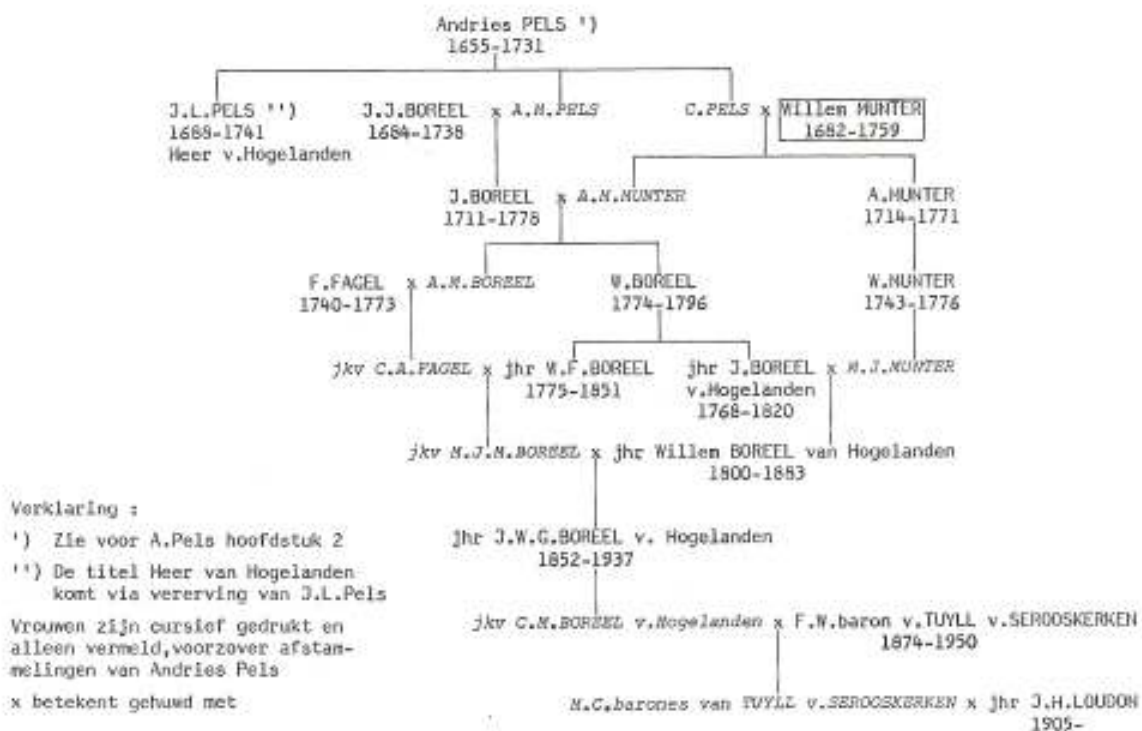 Andries PELS ')
1655-1731
J.L.PELS '')
1688-1741
Heer v.Hogelanden
J.J.BOREEL x A.M.PELS
1684-1738
C.PELS x Willem MUNTER
1682-1759
J.BOREEL x A.M.MUNTER
1711-1778
A.MUNTER
1714-1771
F.FAGEL x A.M.BOREEL
1740-1773
W.BOREEL
1774-1796
W.MUNTER
1743-1776
jkv C.A.FAGEL x jhr W.F.BOREEL
1775-1851
jhr J.BOREEL x M.J.MUNTER
v.Hogelanden
1768-1820
jkv M.J.M.BOREEL x jhr Willem BOREEL van Hogelanden
1800-1883
jhr J.W.G.BOREEL v. Hogelanden
1852-1937
jkv C.M.BOREEL v.Hogelanden x F.W.baron v.TUYLL v.SEROOSKERKEN
1874-1950
M.C.barones van TUYLL v.SEROOSKERKEN x jhr J.H.LOUDON
1905-
Verklaring :
') Zie voor A.Pels hoofdstuk 2
'') De titel Heer van Hogelanden
komt via vererving van J.L.Pels
Vrouwen zijn cursief gedrukt en
alleen vermeld,voorzover afstam-
melingen van Andries Pels
x betekent gehuwd met